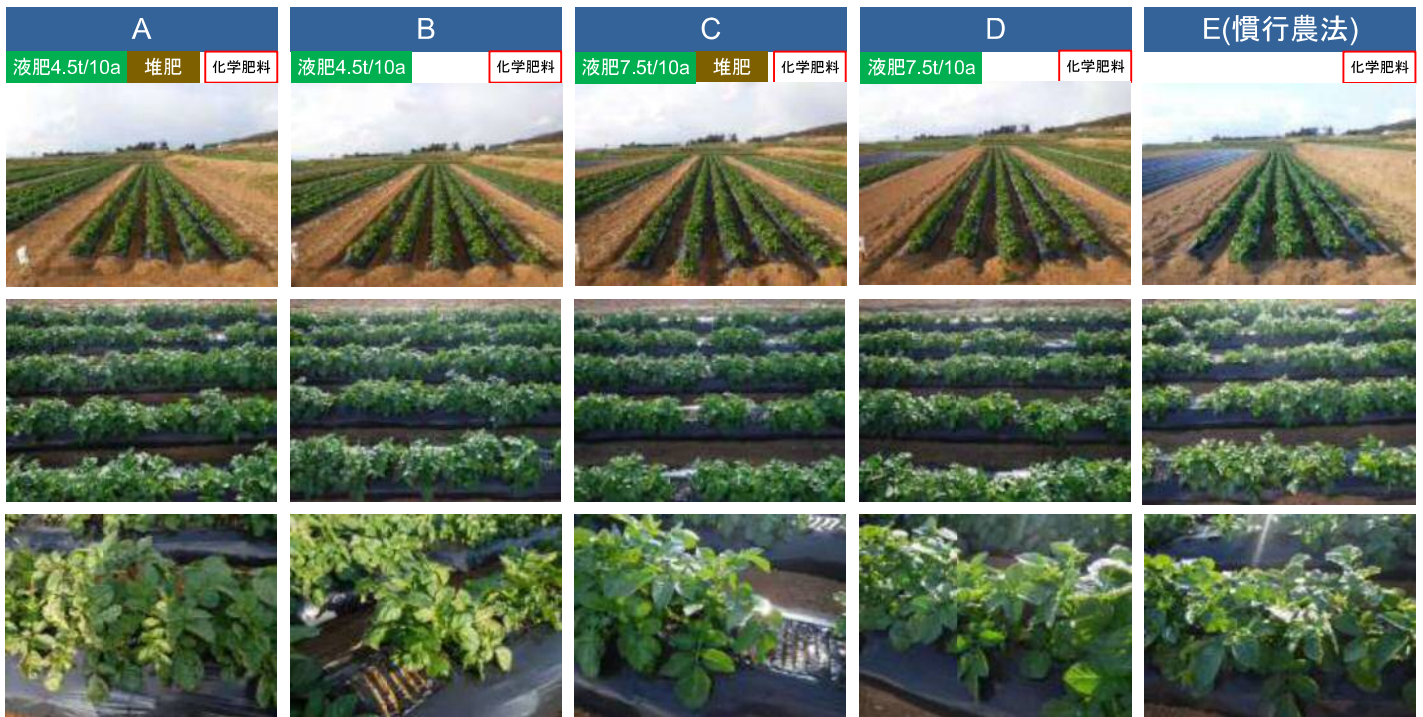 A
B
C
D
E(慣行農法)
液肥4.5t/10a 堆肥 化学肥料
液肥4.5t/10a 化学肥料
液肥7.5t/10a 堆肥 化学肥料
液肥7.5t/10a 化学肥料
化学肥料